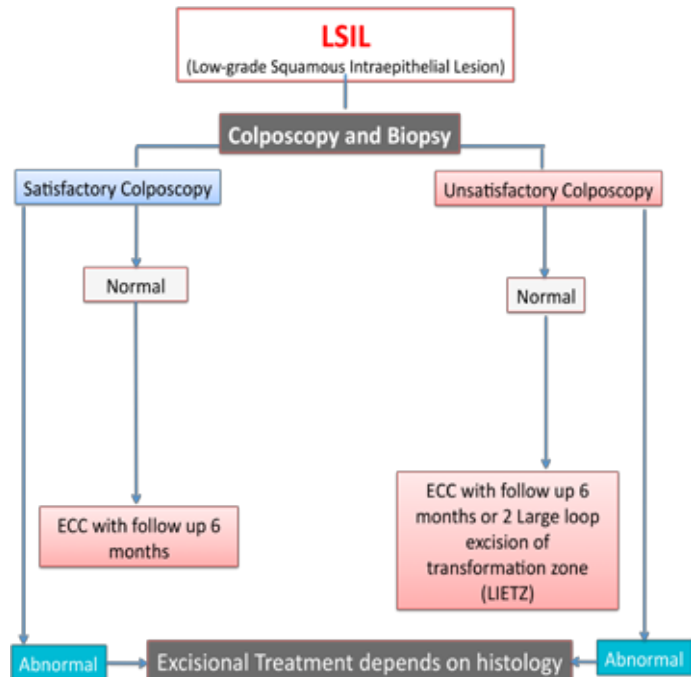 LSIL
(Low-grade Squamous Intraepithelial Lesion)
Colposcopy and Biopsy
Satisfactory Colposcopy
Unsatisfactory Colposcopy
Normal
Normal
ECC with follow up 6
months
ECC with follow up 6
months or 2 Large loop
excision of
transformation zone
(LIETZ)
Abnormal
Excisional Treatment depends on histology
Abnormal